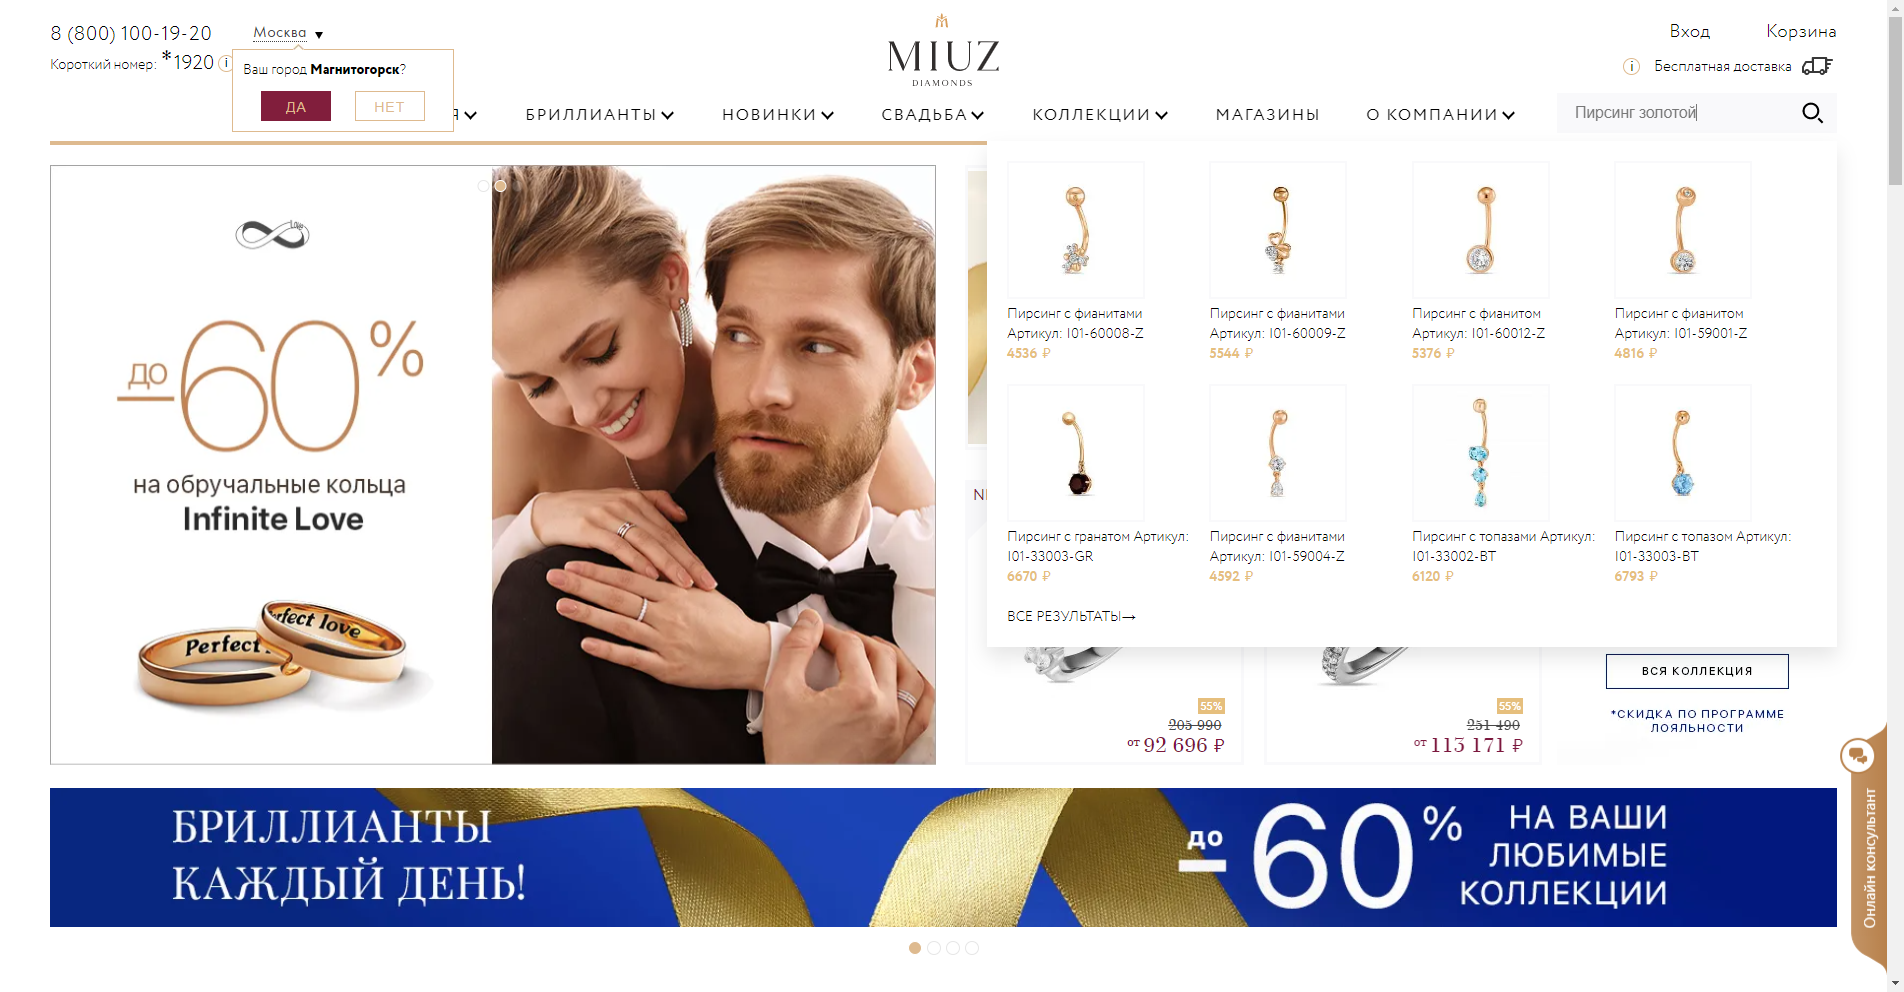 8 (800) 100-19-20
Москва
Короткий номер: *1920
Ваш город Магнитогорск?
ДА
НЕТ
MIUZ
DIAMONDS
Вход
Корзина
Бесплатная доставка
Я
БРИЛЛИАНТЫ
НОВИНКИ
СВАДЬБА
КОЛЛЕКЦИИ
МАГАЗИНЫ
О КОМПАНИИ
Пирсинг золотой
Love
до
-60%
на обручальные кольца
Infinite Love
Perfect
rfect love
Пирсинг с фианитами
Артикул: I01-60008-Z
4536 ₽
Пирсинг с фианитами
Артикул: I01-60009-Z
5544 ₽
Пирсинг с фианитом
Артикул: I01-60012-Z
5376 ₽
Пирсинг с фианитом
Артикул: I01-59001-Z
4816 ₽
Пирсинг с гранатом Артикул:
I01-33003-GR
6670 ₽
Пирсинг с фианитами
Артикул: I01-59004-Z
4592 ₽
Пирсинг с топазами Артикул:
I01-33002-BT
6120 ₽
Пирсинг с топазом Артикул:
I01-33003-BT
6793 ₽
ВСЕ РЕЗУЛЬТАТЫ→
55%
205 990
от 92 696 ₽
55%
251 490
от 113 171 ₽
ВСЯ КОЛЛЕКЦИЯ
*СКИДКА ПО ПРОГРАММЕ
ЛОЯЛЬНОСТИ
Онлайн консультант
БРИЛЛИАНТЫ
КАЖДЫЙ ДЕНЬ!
до
-60%
НА ВАШИ
ЛЮБИМЫЕ
КОЛЛЕКЦИИ